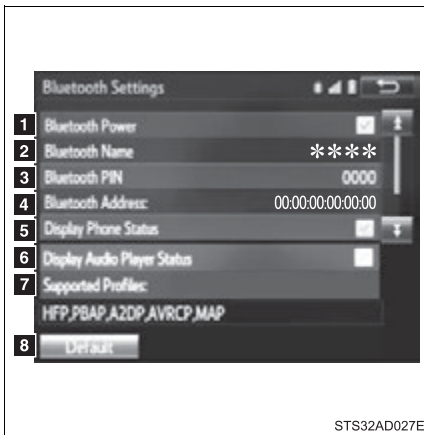 Bluetooth Settings
1 Bluetooth Power
2 Bluetooth Name ****
3 Bluetooth PIN 0000
4 Bluetooth Address: 00:00:00:00:00:00
5 Display Phone Status
6 Display Audio Player Status
7 Supported Profiles:
HFP,PBAP,A2DP,AVRCP,MAP
8 Default
STS32AD027E